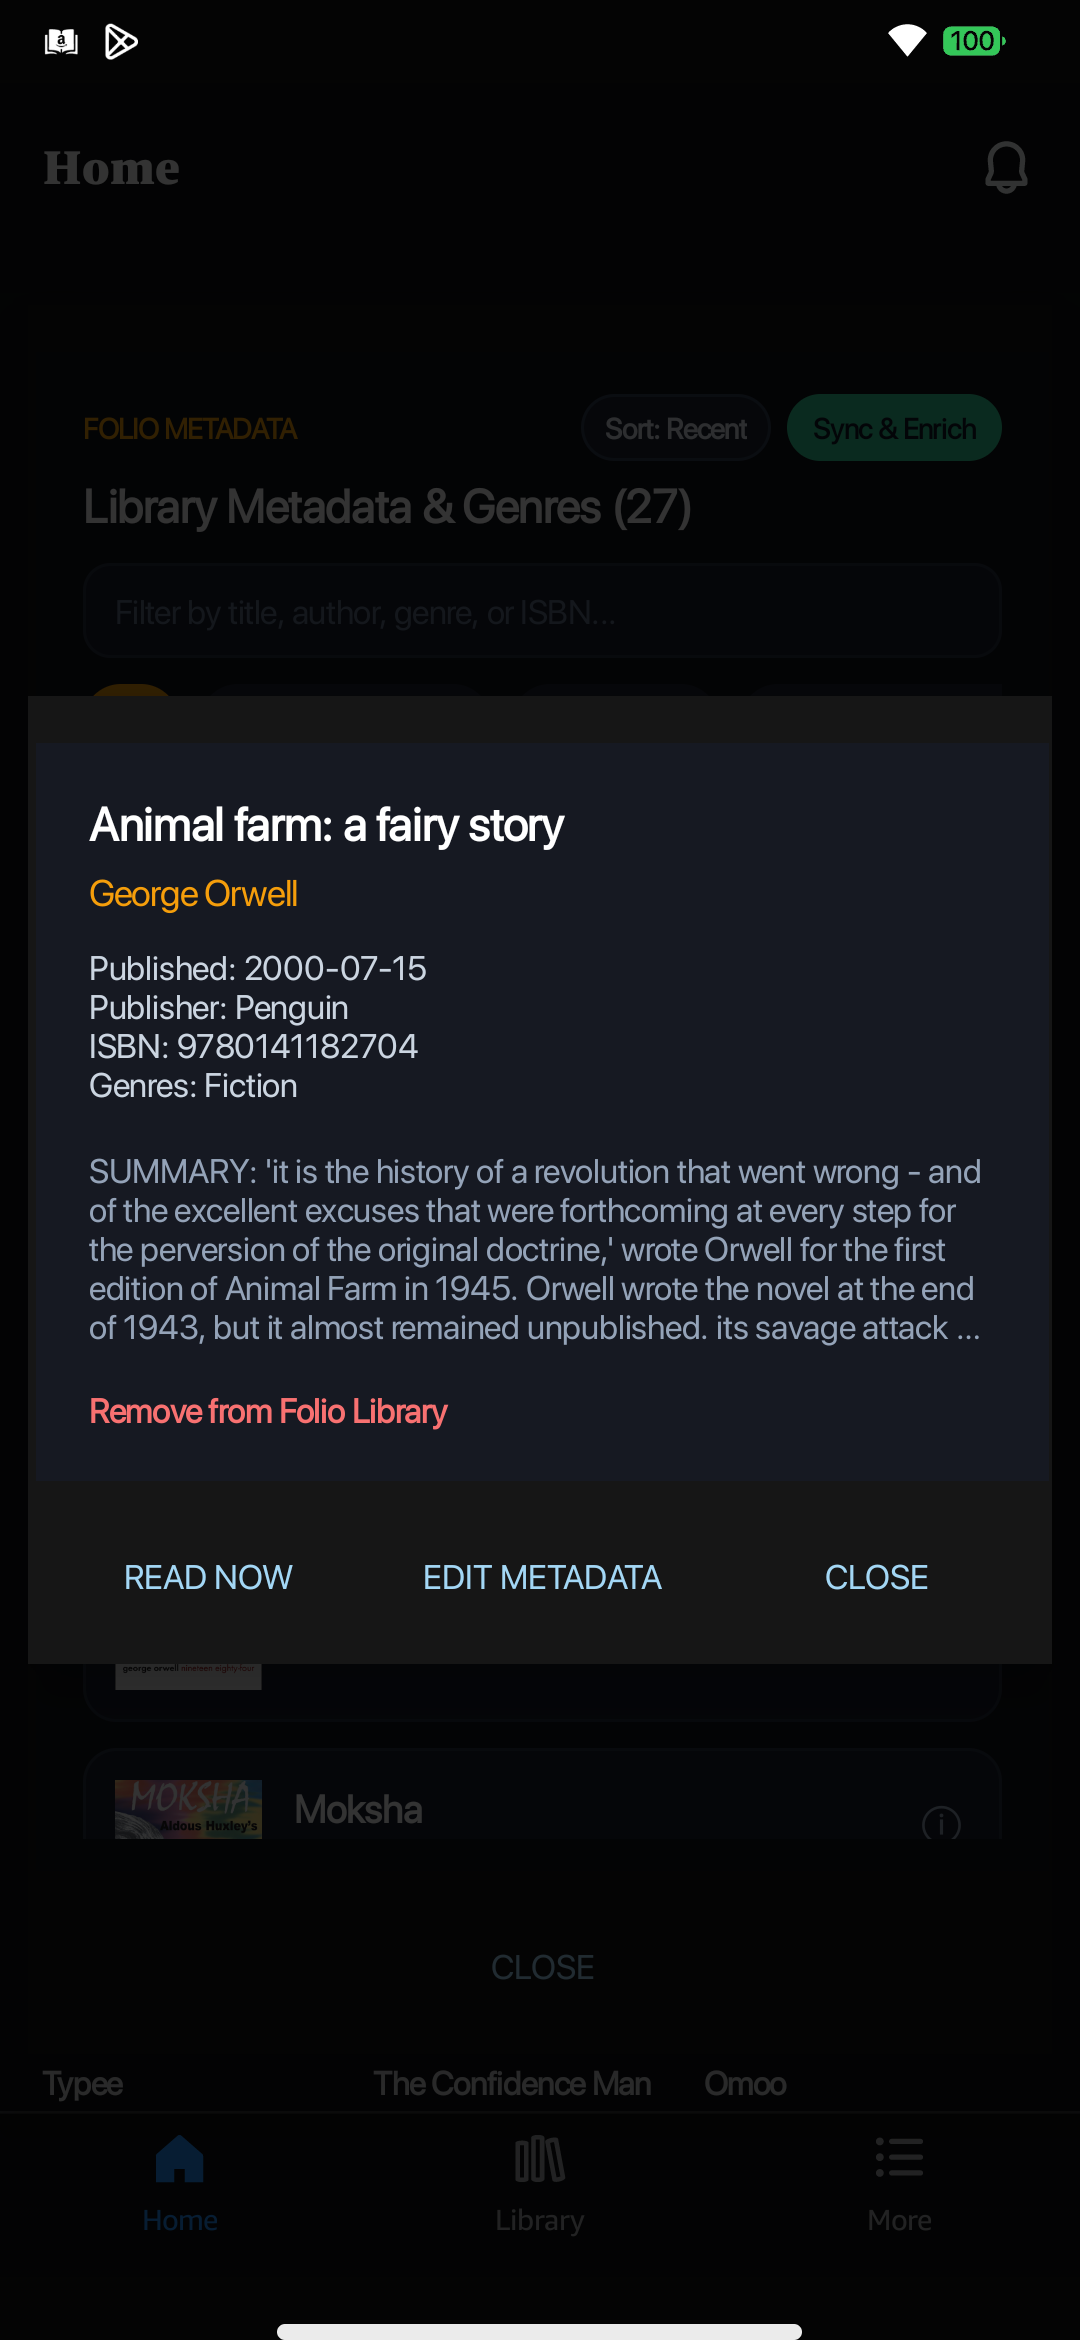 100
Home
FOLIO METADATA
Sort: Recent
Sync & Enrich
Library Metadata & Genres (27)
Filter by title, author, genre, or ISBN...
Animal farm: a fairy story
George Orwell
Published: 2000-07-15
Publisher: Penguin
ISBN: 9780141182704
Genres: Fiction
SUMMARY: 'it is the history of a revolution that went wrong - and
of the excellent excuses that were forthcoming at every step for
the perversion of the original doctrine,' wrote Orwell for the first
edition of Animal Farm in 1945. Orwell wrote the novel at the end
of 1943, but it almost remained unpublished. its savage attack ...
Remove from Folio Library
READ NOW
EDIT METADATA
CLOSE
george orwell nineteen eighty-four
MOKSHA
Aldous Huxley's
Moksha
CLOSE
Typee
The Confidence Man
Omoo
Home
Library
More